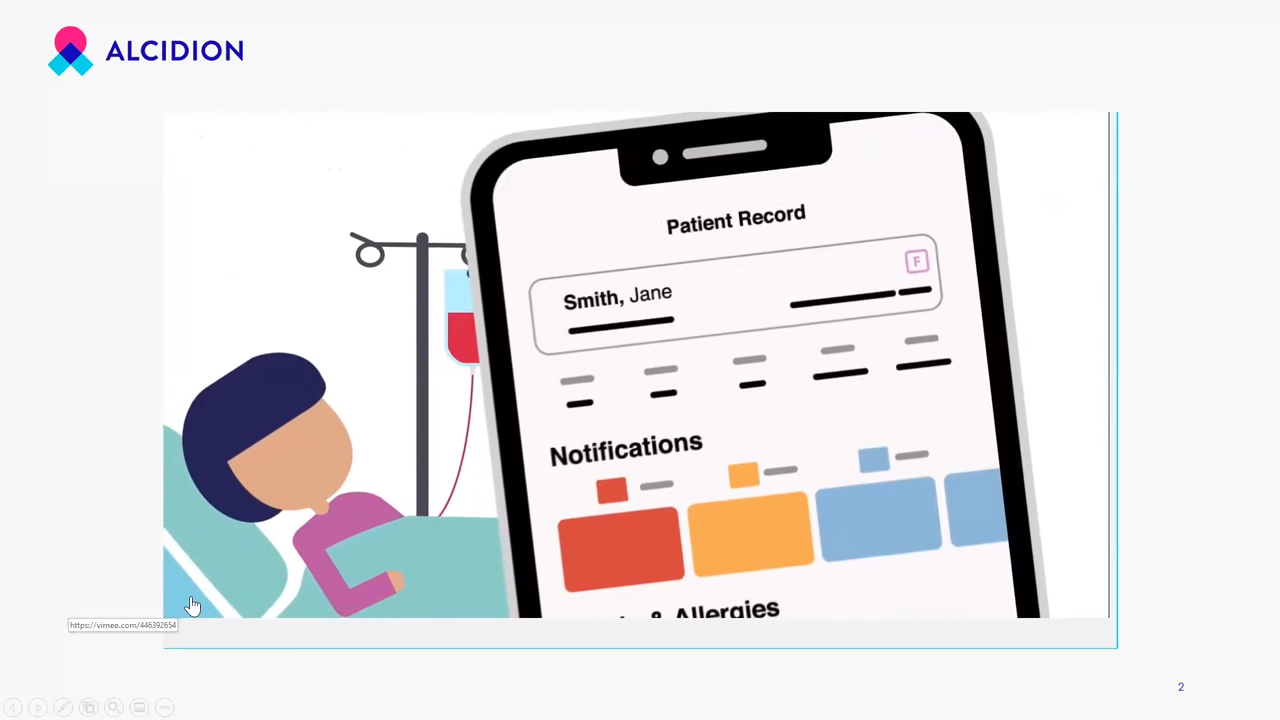 ALCIDION
Patient Record
F
Smith, Jane
Notifications
& Allergies
https://vimeo.com/446392654
2